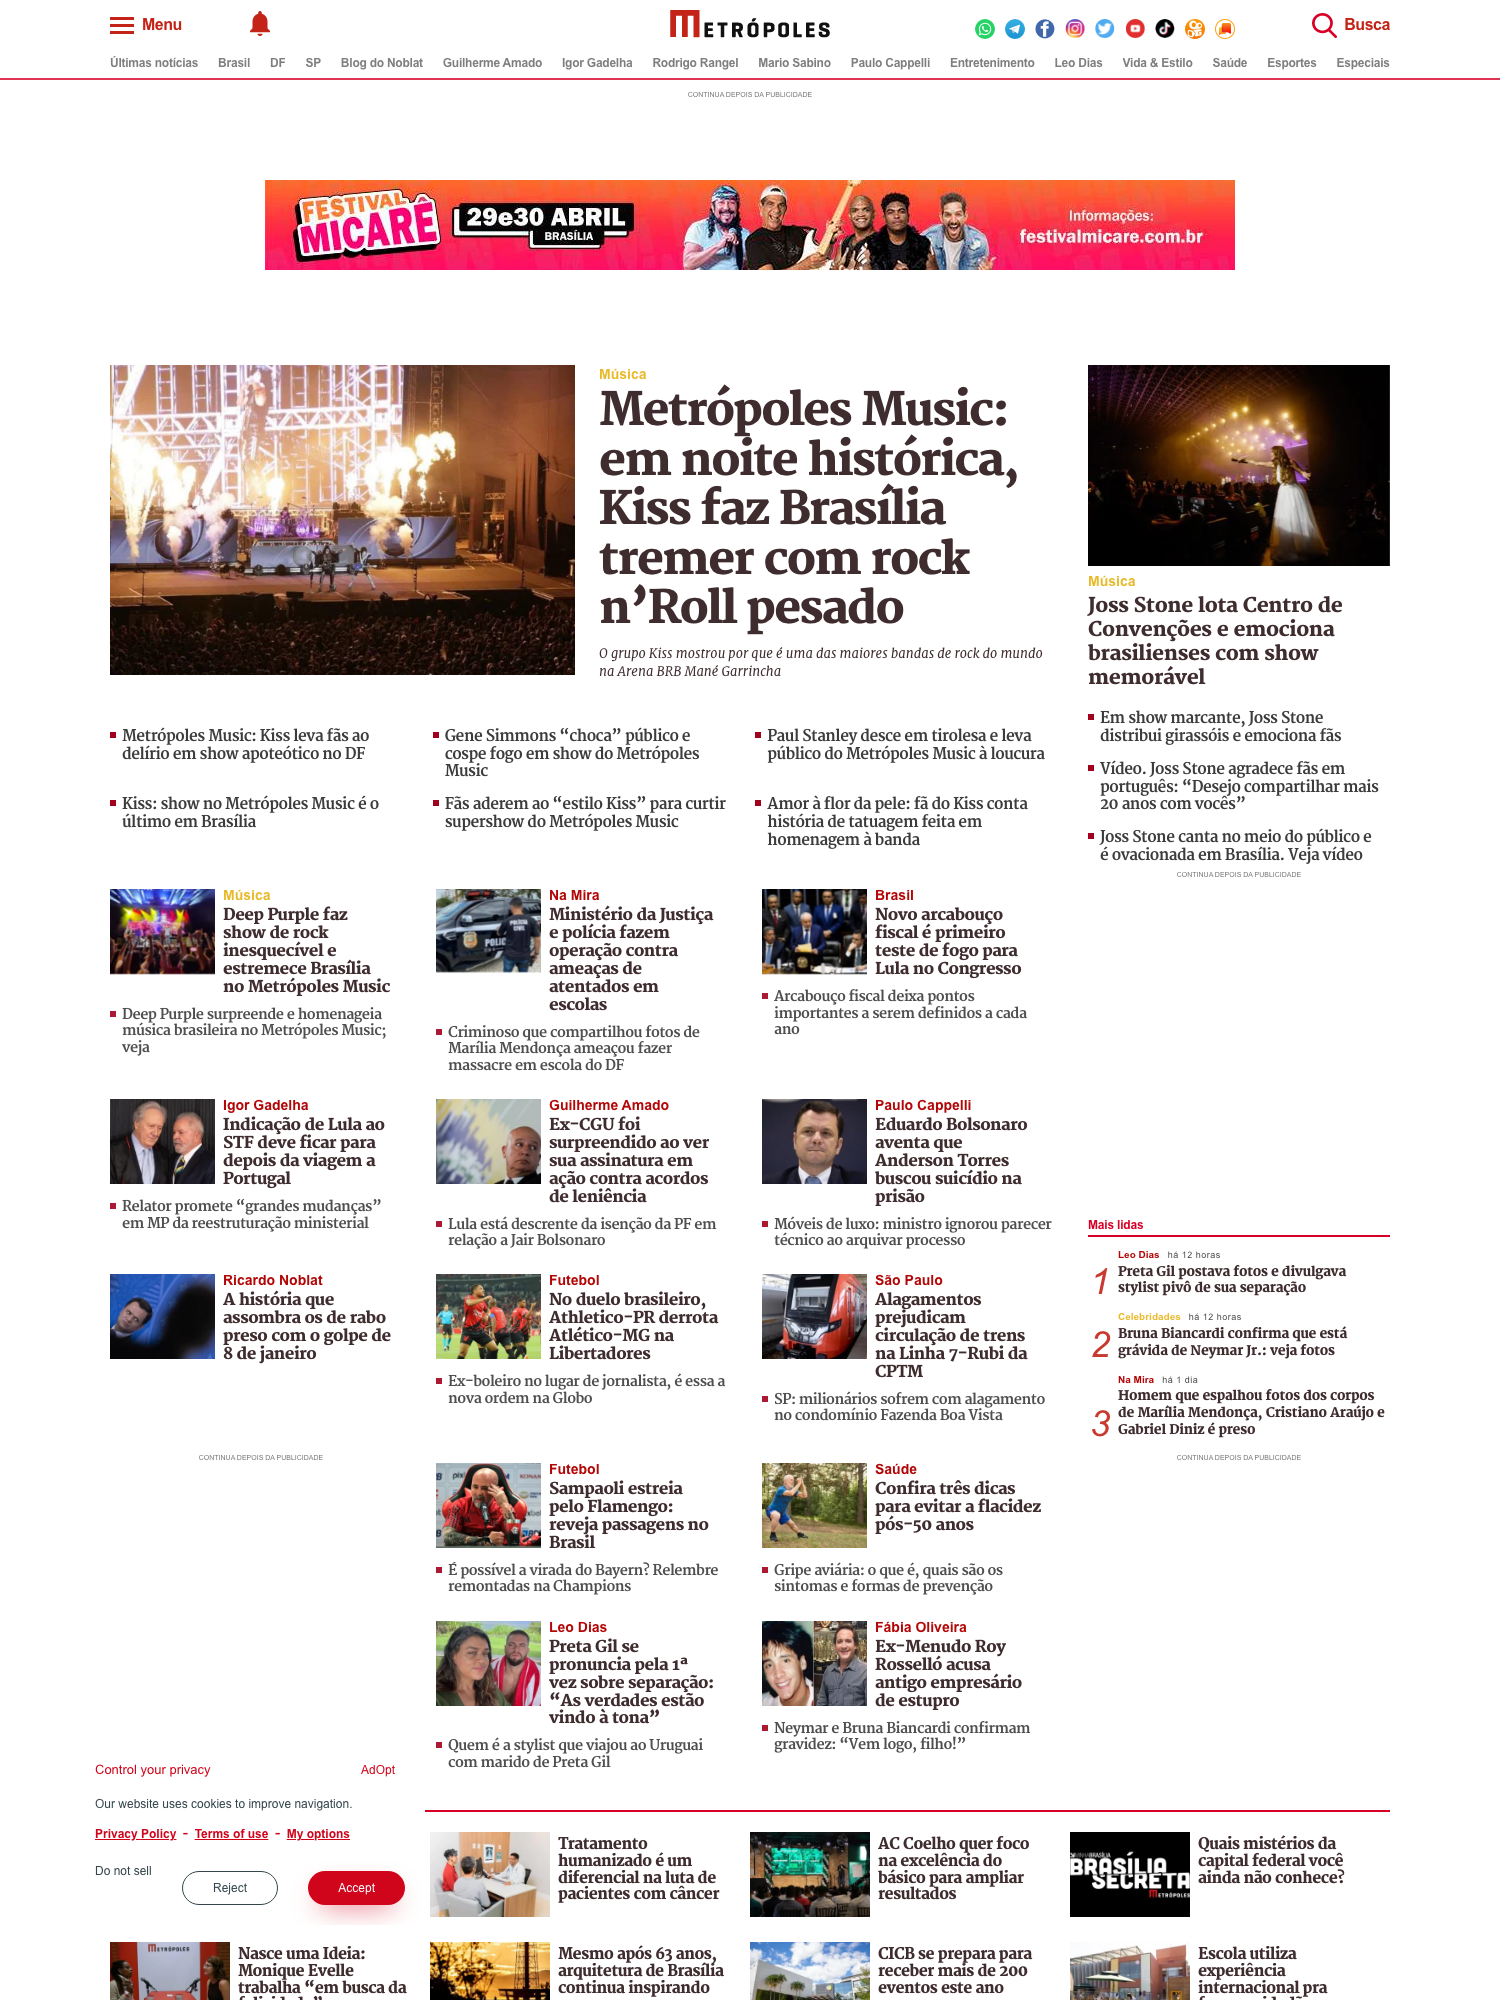 Menu
METRÓPOLES
Busca
Últimas notícias Brasil DF SP Blog do Noblat Guilherme Amado Igor Gadelha Rodrigo Rangel Mario Sabino Paulo Cappelli Entretenimento Leo Dias Vida & Estilo Saúde Esportes Especiais
CONTINUA DEPOIS DA PUBLICIDADE
FESTIVAL
MICARÊ
29e30 ABRIL
BRASÍLIA
Informações:
festivalmicare.com.br
Música
Metrópoles Music:
em noite histórica,
Kiss faz Brasília
tremer com rock
n’Roll pesado
O grupo Kiss mostrou por que é uma das maiores bandas de rock do mundo
na Arena BRB Mané Garrincha
Música
Joss Stone lota Centro de
Convenções e emociona
brasilienses com show
memorável
Em show marcante, Joss Stone
distribui girassóis e emociona fãs
Vídeo. Joss Stone agradece fãs em
português: “Desejo compartilhar mais
20 anos com vocês”
Joss Stone canta no meio do público e
é ovacionada em Brasília. Veja vídeo
CONTINUA DEPOIS DA PUBLICIDADE
Metrópoles Music: Kiss leva fãs ao
delírio em show apoteótico no DF
Gene Simmons “choca” público e
cospe fogo em show do Metrópoles
Music
Paul Stanley desce em tirolesa e leva
público do Metrópoles Music à loucura
Kiss: show no Metrópoles Music é o
último em Brasília
Fãs aderem ao “estilo Kiss” para curtir
supershow do Metrópoles Music
Amor à flor da pele: fã do Kiss conta
história de tatuagem feita em
homenagem à banda
Música
Deep Purple faz
show de rock
inesquecível e
estremece Brasília
no Metrópoles Music
Deep Purple surpreende e homenageia
música brasileira no Metrópoles Music;
veja
Na Mira
Ministério da Justiça
e polícia fazem
operação contra
ameaças de
atentados em
escolas
Criminoso que compartilhou fotos de
Marília Mendonça ameaçou fazer
massacre em escola do DF
Brasil
Novo arcabouço
fiscal é primeiro
teste de fogo para
Lula no Congresso
Arcabouço fiscal deixa pontos
importantes a serem definidos a cada
ano
Igor Gadelha
Indicação de Lula ao
STF deve ficar para
depois da viagem a
Portugal
Relator promete “grandes mudanças”
em MP da reestruturação ministerial
Guilherme Amado
Ex-CGU foi
surpreendido ao ver
sua assinatura em
ação contra acordos
de leniência
Lula está descrente da isenção da PF em
relação a Jair Bolsonaro
Paulo Cappelli
Eduardo Bolsonaro
aventa que
Anderson Torres
buscou suicídio na
prisão
Móveis de luxo: ministro ignorou parecer
técnico ao arquivar processo
Mais lidas
1
Leo Dias há 12 horas
Preta Gil postava fotos e divulgava
stylist pivô de sua separação
2
Celebridades há 12 horas
Bruna Biancardi confirma que está
grávida de Neymar Jr.: veja fotos
3
Na Mira há 1 dia
Homem que espalhou fotos dos corpos
de Marília Mendonça, Cristiano Araújo e
Gabriel Diniz é preso
CONTINUA DEPOIS DA PUBLICIDADE
Ricardo Noblat
A história que
assombra os de rabo
preso com o golpe de
8 de janeiro
Futebol
No duelo brasileiro,
Athletico-PR derrota
Atlético-MG na
Libertadores
Ex-boleiro no lugar de jornalista, é essa a
nova ordem na Globo
São Paulo
Alagamentos
prejudicam
circulação de trens
na Linha 7-Rubi da
CPTM
SP: milionários sofrem com alagamento
no condomínio Fazenda Boa Vista
CONTINUA DEPOIS DA PUBLICIDADE
Futebol
Sampaoli estreia
pelo Flamengo:
reveja passagens no
Brasil
É possível a virada do Bayern? Relembre
remontadas na Champions
Saúde
Confira três dicas
para evitar a flacidez
pós-50 anos
Gripe aviária: o que é, quais são os
sintomas e formas de prevenção
Leo Dias
Preta Gil se
pronuncia pela 1ª
vez sobre separação:
“As verdades estão
vindo à tona”
Quem é a stylist que viajou ao Uruguai
com marido de Preta Gil
Fábia Oliveira
Ex-Menudo Roy
Rosselló acusa
antigo empresário
de estupro
Neymar e Bruna Biancardi confirmam
gravidez: “Vem logo, filho!”
Control your privacy
AdOpt
Our website uses cookies to improve navigation.
Privacy Policy - Terms of use - My options
Do not sell
Reject
Accept
Tratamento
humanizado é um
diferencial na luta de
pacientes com câncer
AC Coelho quer foco
na excelência do
básico para ampliar
resultados
BRASÍLIA
SECRETA
METRÓPOLES
Quais mistérios da
capital federal você
ainda não conhece?
METRÓPOLES
Nasce uma Ideia:
Monique Evelle
trabalha “em busca da
Mesmo após 63 anos,
arquitetura de Brasília
continua inspirando
CICB se prepara para
receber mais de 200
eventos este ano
Escola utiliza
experiência
internacional pra